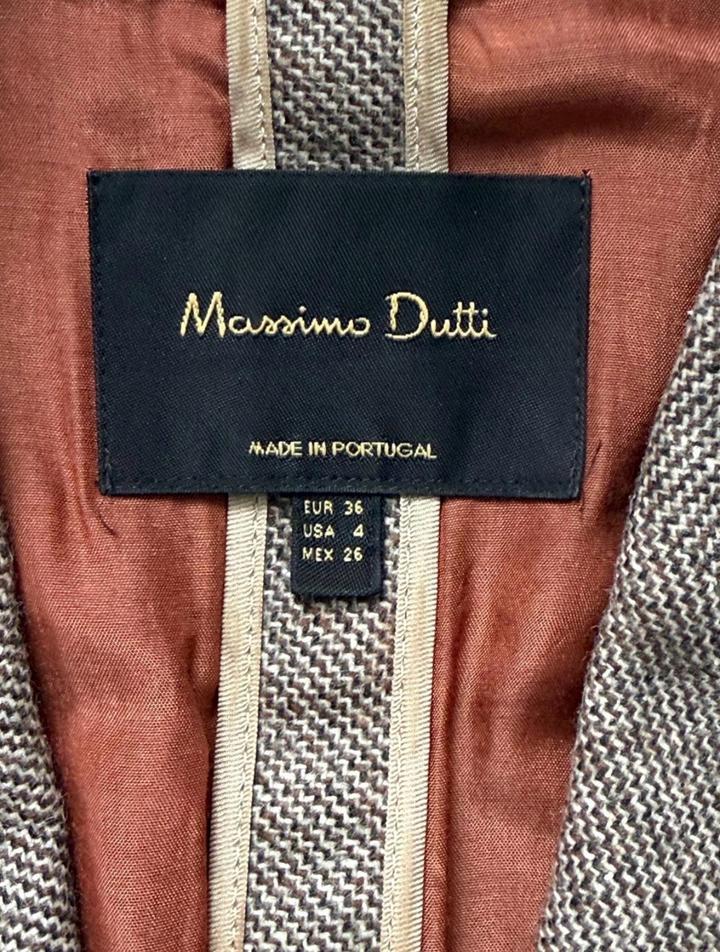 Massimo Dutti
MADE IN PORTUGAL
EUR 36
USA 4
MEX 26